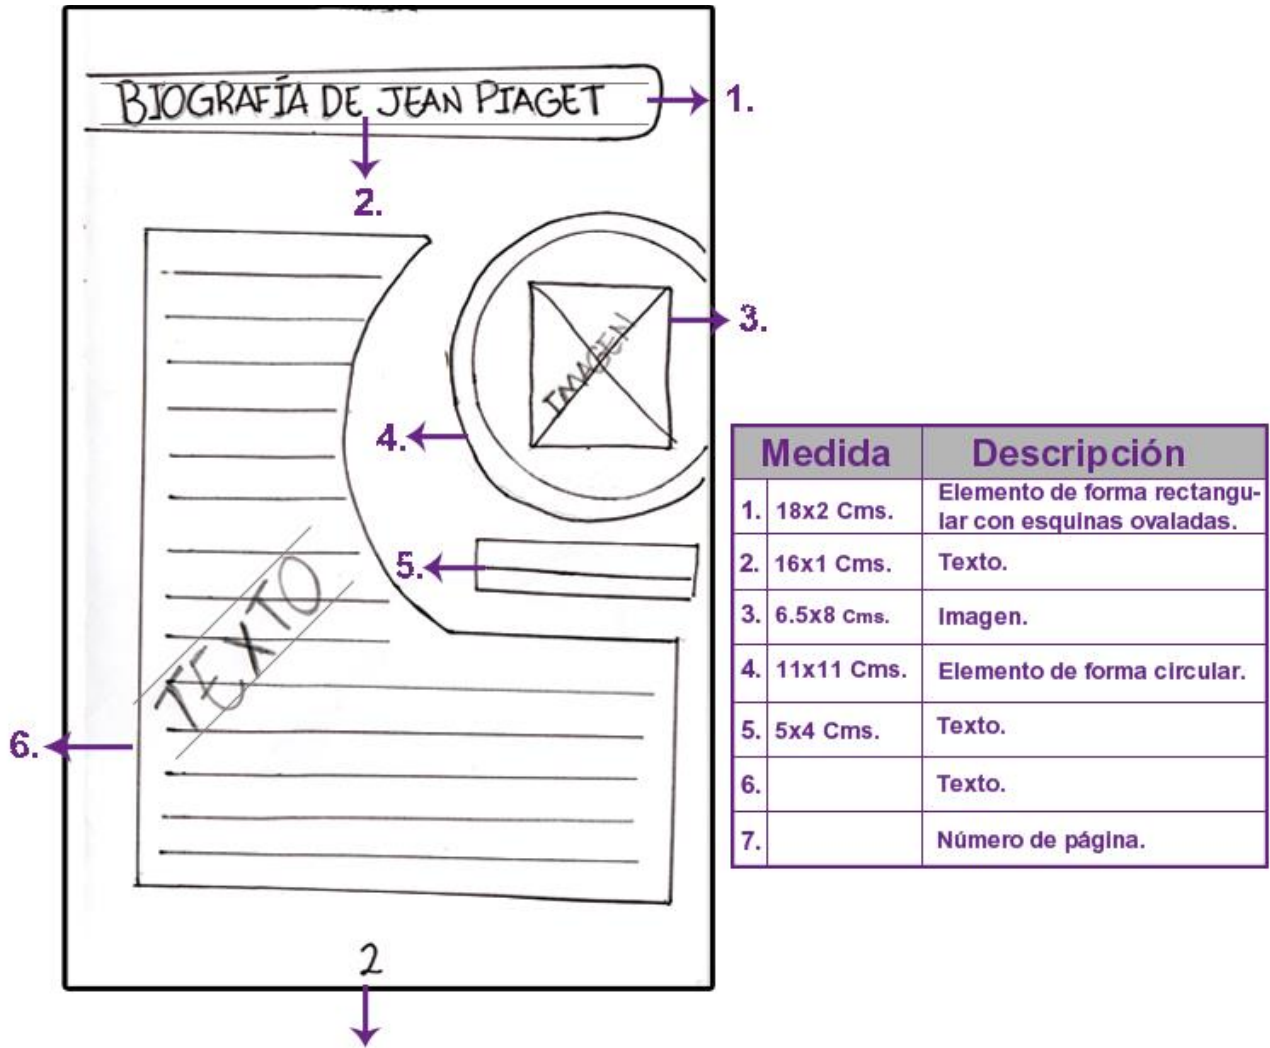 BIOGRAFÍA DE JEAN PIAGET
1.
2.
IMAGEN
3.
4.
5.
TEXTO
6.
2
Medida Descripción
1. 18x2 Cms. Elemento de forma rectangu-
lar con esquinas ovaladas.
2. 16x1 Cms. Texto.
3. 6.5x8 Cms. Imagen.
4. 11x11 Cms. Elemento de forma circular.
5. 5x4 Cms. Texto.
6. Texto.
7. Número de página.